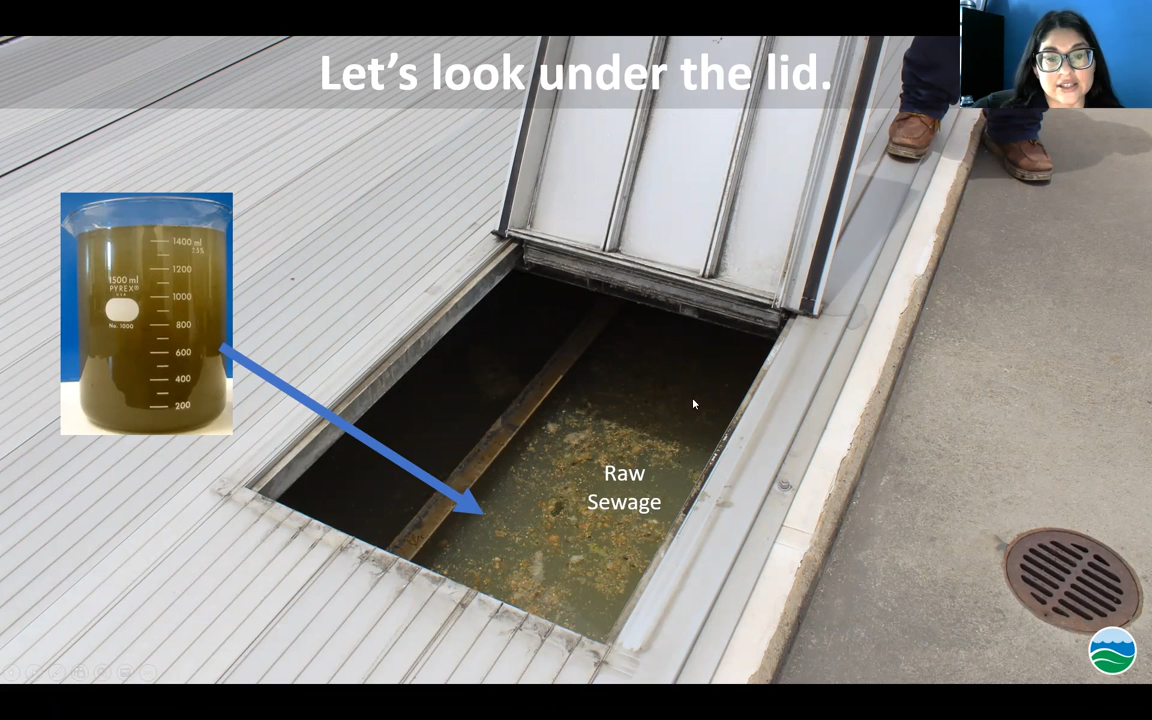 Let's look under the lid.
1400 ml
1200
1500 ml
PYREX®
1000
No. 1000
800
600
400
200
Raw
Sewage